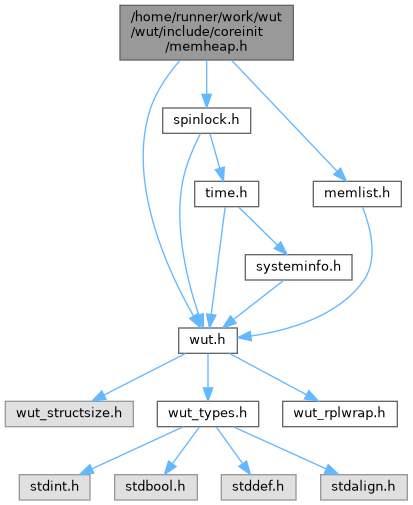 /home/runner/work/wut
/wut/include/coreinit
/memheap.h
spinlock.h
time.h
memlist.h
systeminfo.h
wut.h
wut_structsize.h
wut_types.h
wut_rplwrap.h
stdint.h
stdbool.h
stddef.h
stdalign.h